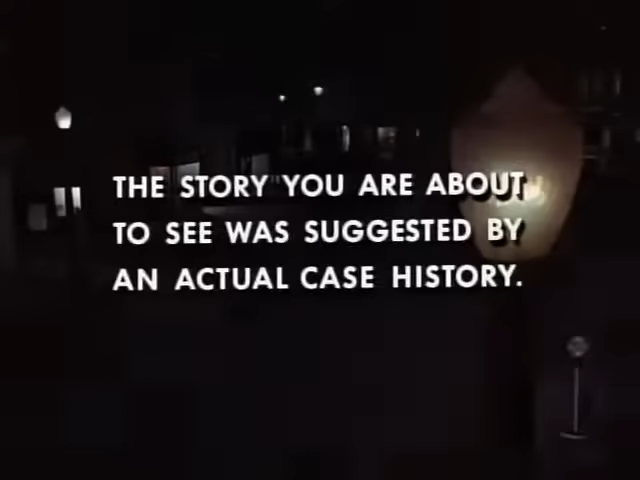 THE STORY YOU ARE ABOUT
TO SEE WAS SUGGESTED BY
AN ACTUAL CASE HISTORY.